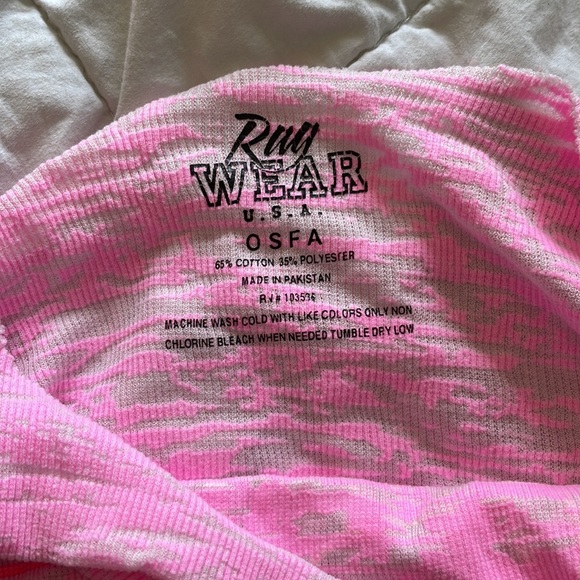 Rug
WEAR
U.S.A.
OSFA
65% COTTON 35% POLYESTER
MADE IN PAKISTAN
RN# 103536
MACHINE WASH COLD WITH LIKE COLORS ONLY NON
CHLORINE BLEACH WHEN NEEDED TUMBLE DRY LOW